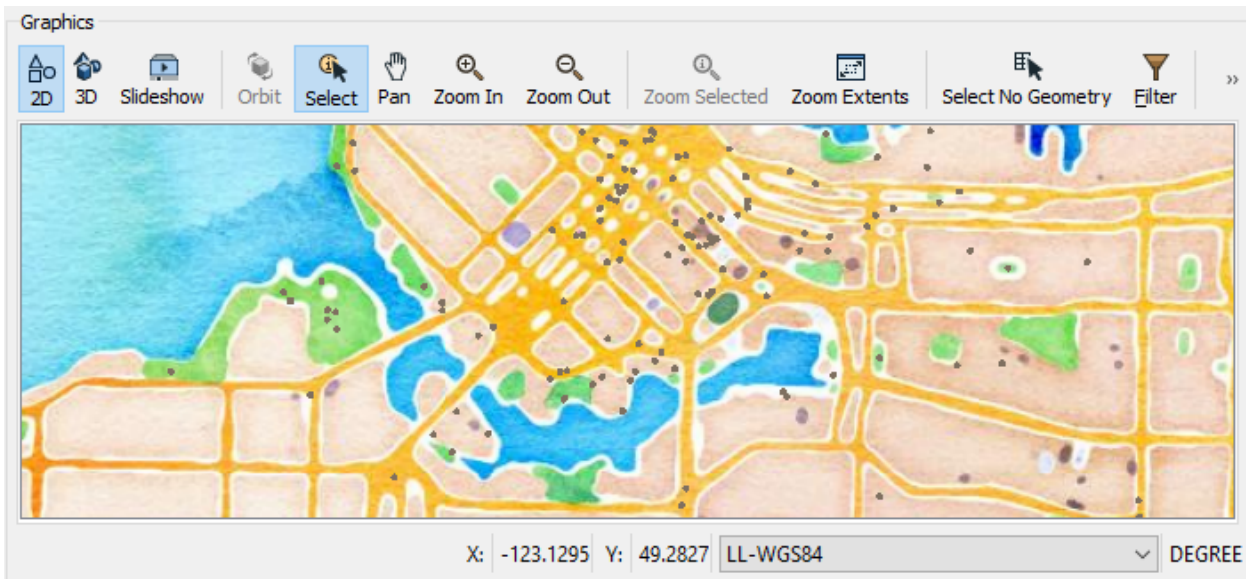 Graphics
2D 3D Slideshow Orbit Select Pan Zoom In Zoom Out Zoom Selected Zoom Extents Select No Geometry Filter »
X: -123.1295 Y: 49.2827 LL-WGS84 DEGREE